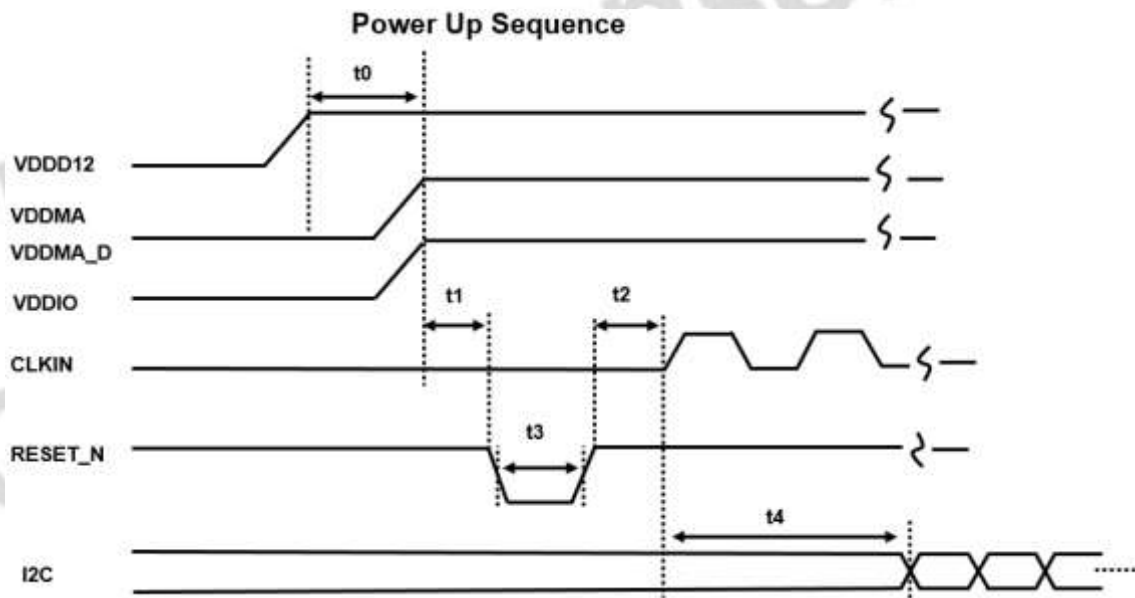 Power Up Sequence
t0
VDDD12
VDDMA
VDDMA_D
VDDIO
t1
t2
CLKIN
t3
RESET_N
t4
I2C